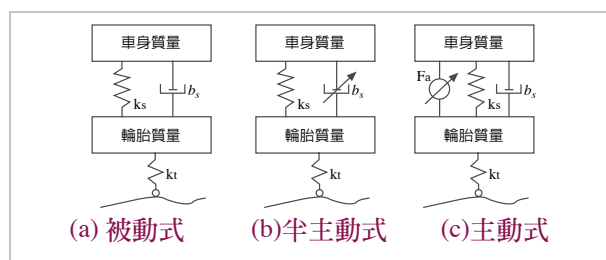 車身質量 車身質量 車身質量
ks bs ks bs Fa ks bs
輪胎質量 輪胎質量 輪胎質量
kt kt kt
(a) 被動式 (b)半主動式 (c)主動式